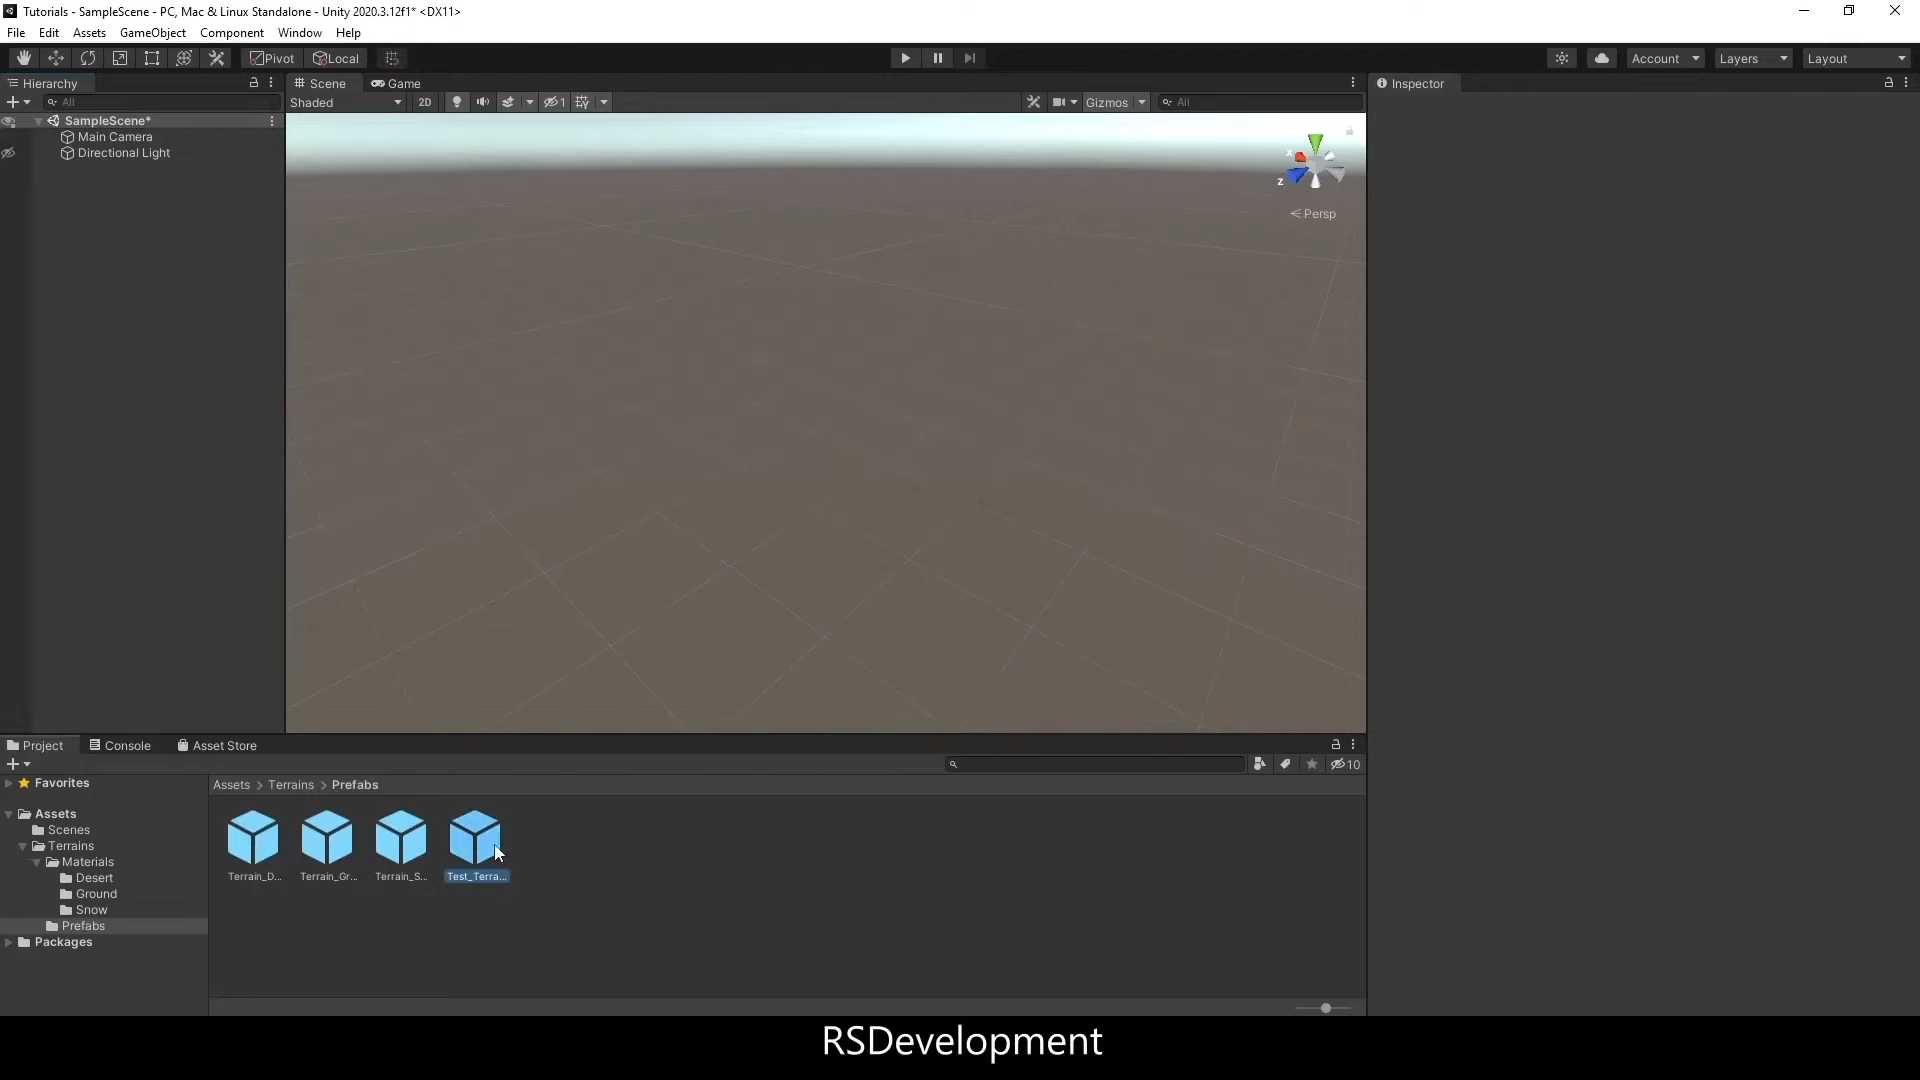 Tutorials - SampleScene - PC, Mac & Linux Standalone - Unity 2020.3.12f1* <DX11>
File Edit Assets GameObject Component Window Help
Pivot Local Account Layers Layout
Hierarchy Scene Game Inspector
All Shaded 2D 1 Gizmos All
SampleScene*
Main Camera
Directional Light
x
z
Persp
Project Console Asset Store
10
Favorites
Assets > Terrains > Prefabs
Assets
Scenes
Terrains
Materials
Desert
Ground
Snow
Prefabs
Packages
Terrain_D... Terrain_Gr... Terrain_S... Test_Terra...
RSDevelopment